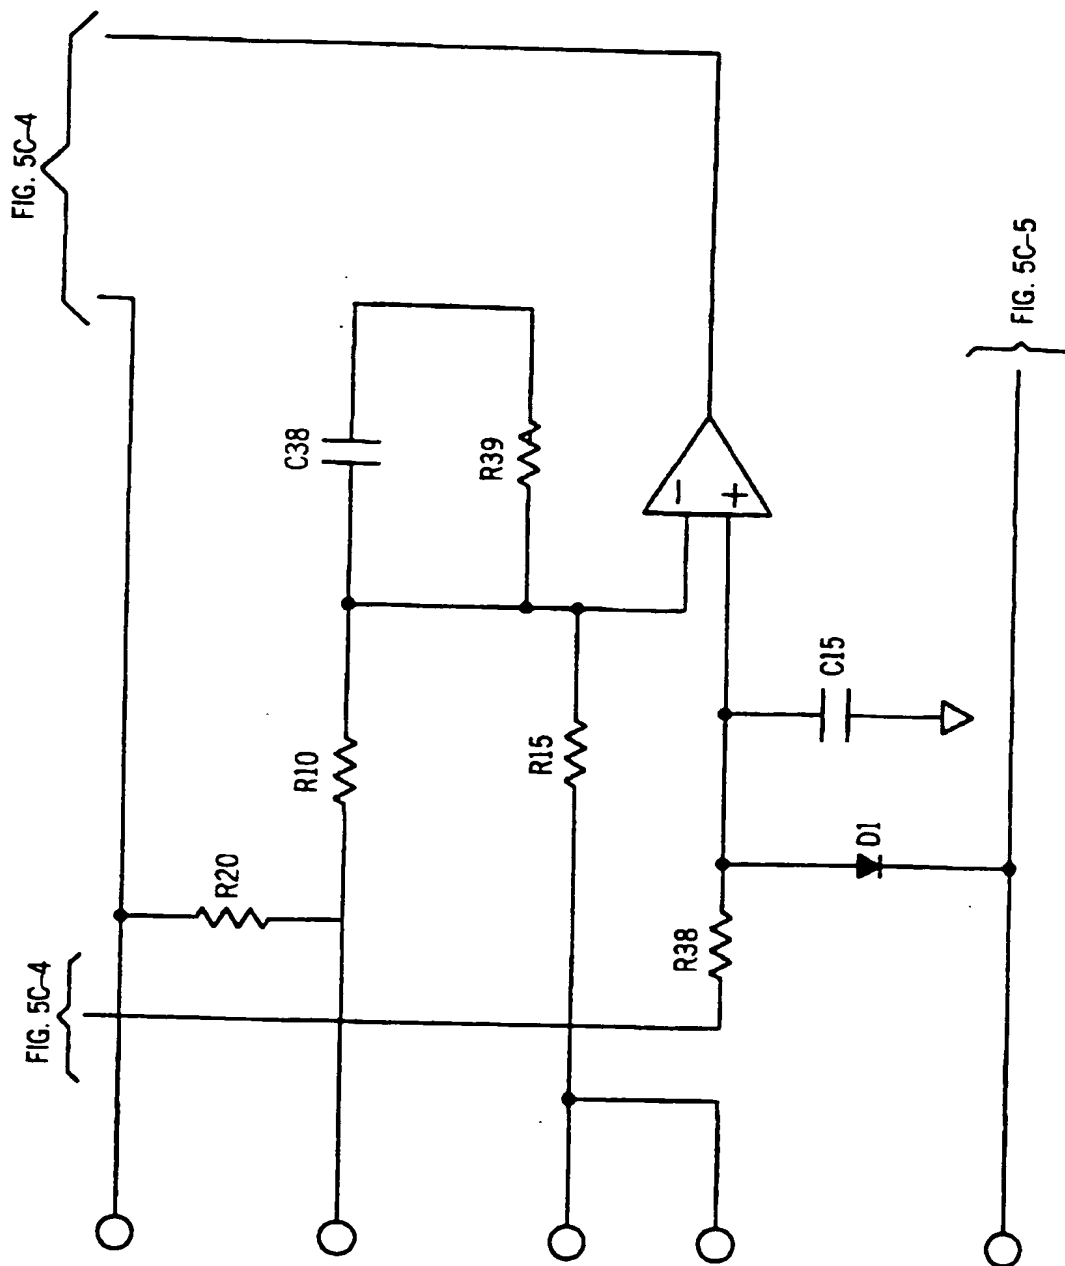 FIG. 5C-4
C38
R39
FIG. 5C-5
−
+
R10
R15
C15
R20
D1
R38
FIG. 5C-4